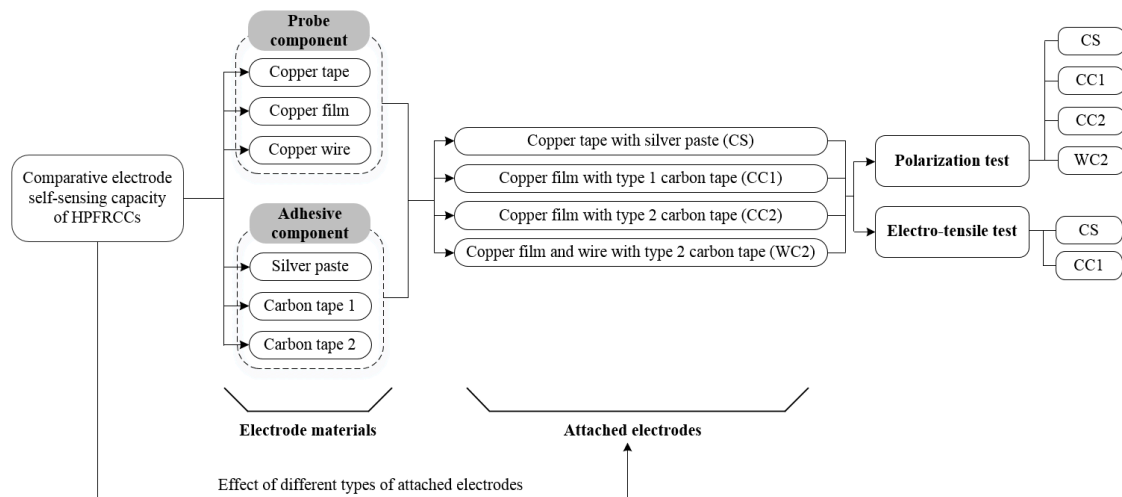 Comparative electrode
self-sensing capacity
of HPFRCCs
Probe
component
Copper tape
Copper film
Copper wire
Adhesive
component
Silver paste
Carbon tape 1
Carbon tape 2
Electrode materials
Copper tape with silver paste (CS)
Copper film with type 1 carbon tape (CC1)
Copper film with type 2 carbon tape (CC2)
Copper film and wire with type 2 carbon tape (WC2)
Attached electrodes
Polarization test
CS
CC1
CC2
WC2
Electro-tensile test
CS
CC1
Effect of different types of attached electrodes